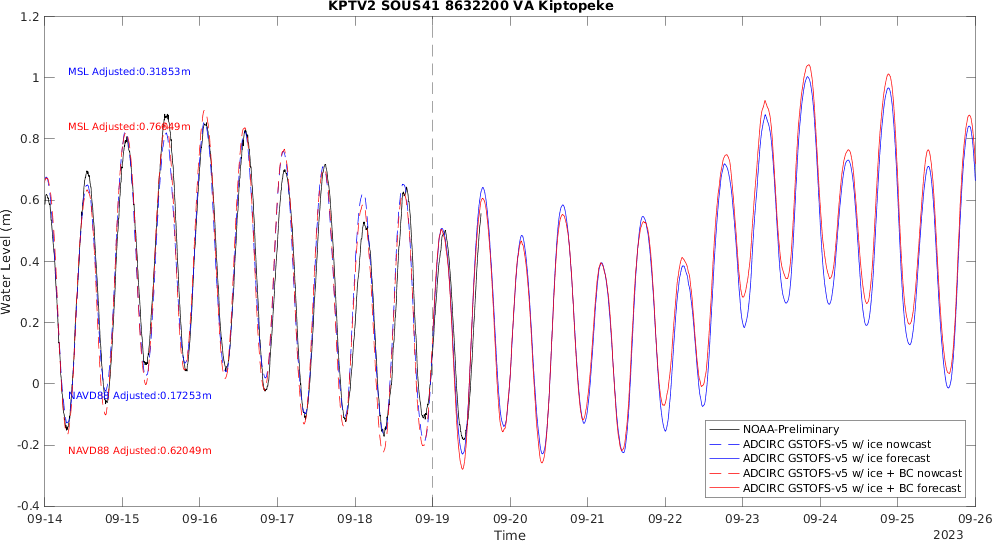 KPTV2 SOUS41 8632200 VA Kiptopeke
1.2
1
0.8
0.6
0.4
0.2
0
-0.2
-0.4
Water Level (m)
MSL Adjusted:0.31853m
MSL Adjusted:0.76649m
NAVD88 Adjusted:0.17253m
NAVD88 Adjusted:0.62049m
NOAA-Preliminary
ADCIRC GSTOFS-v5 w/ ice nowcast
ADCIRC GSTOFS-v5 w/ ice forecast
ADCIRC GSTOFS-v5 w/ ice + BC nowcast
ADCIRC GSTOFS-v5 w/ ice + BC forecast
09-14 09-15 09-16 09-17 09-18 09-19 09-20 09-21 09-22 09-23 09-24 09-25 09-26
Time
2023